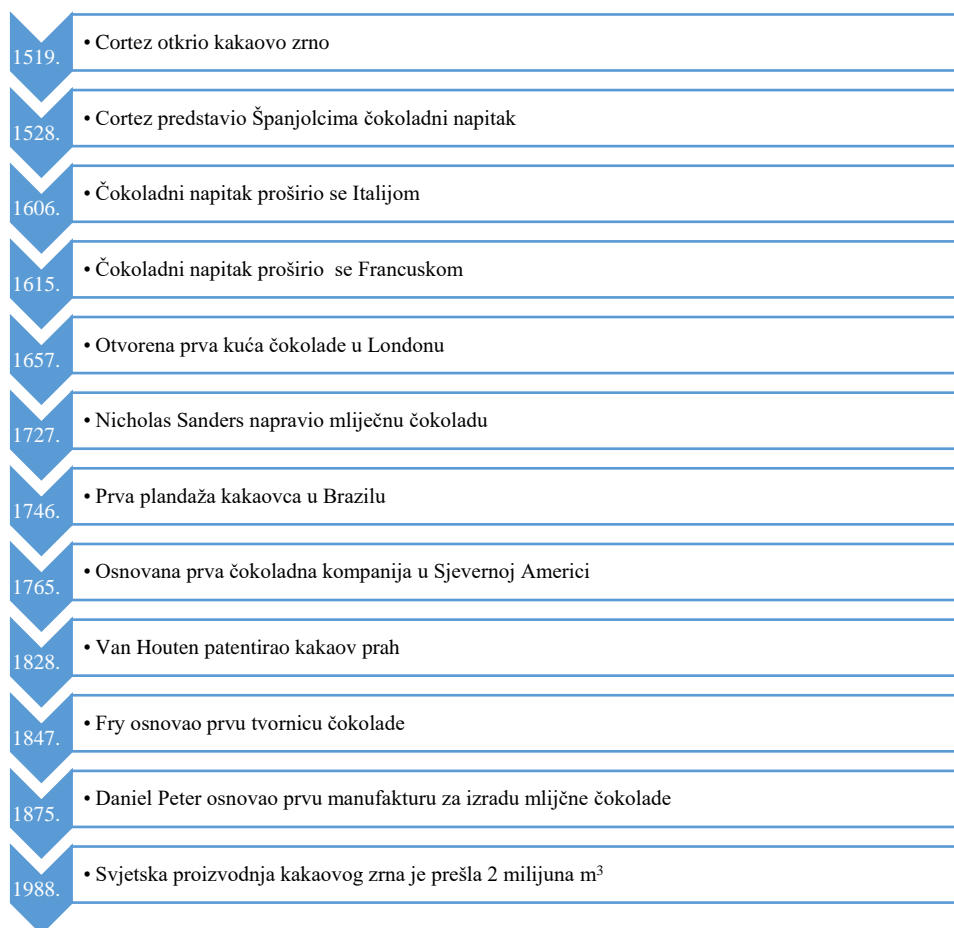 1519.
• Cortez otkrio kakaovo zrno
1528.
• Cortez predstavio Španjolcima čokoladni napitak
1606.
• Čokoladni napitak proširio se Italijom
1615.
• Čokoladni napitak proširio  se Francuskom
1657.
• Otvorena prva kuća čokolade u Londonu
1727.
• Nicholas Sanders napravio mliječnu čokoladu
1746.
• Prva plandaža kakaovca u Brazilu
1765.
• Osnovana prva čokoladna kompanija u Sjevernoj Americi
1828.
• Van Houten patentirao kakaov prah
1847.
• Fry osnovao prvu tvornicu čokolade
1875.
• Daniel Peter osnovao prvu manufakturu za izradu mlijčne čokolade
1988.
• Svjetska proizvodnja kakaovog zrna je prešla 2 milijuna m³